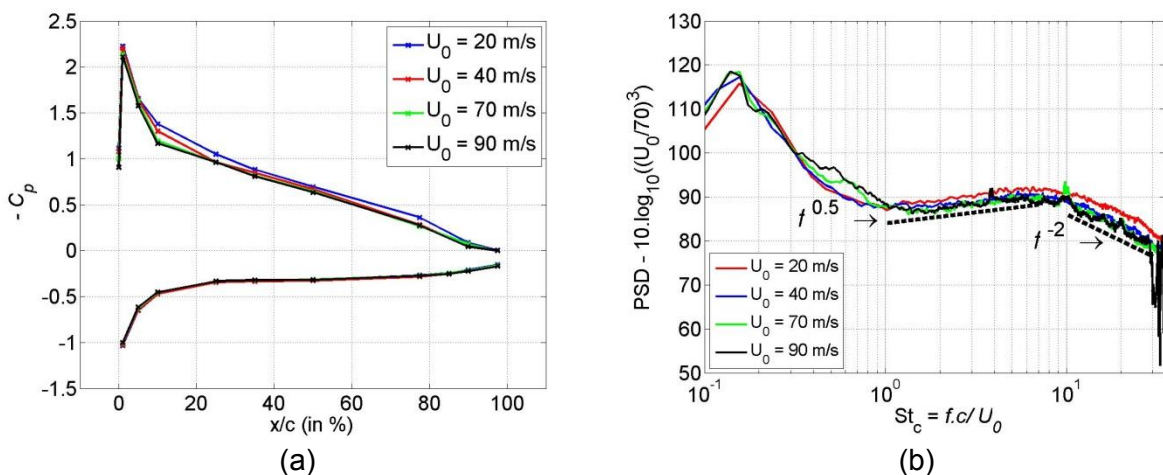 2.5
2
1.5
1
0.5
0
-0.5
-1
-1.5
- C_p
0 20 40 60 80 100
x/c (in %)
U_0 = 20 m/s
U_0 = 40 m/s
U_0 = 70 m/s
U_0 = 90 m/s
(a)
130
120
110
100
90
80
70
60
50
PSD - 10.log_10((U_0/70)^3)
f^0.5 →
f^-2 →
U_0 = 20 m/s
U_0 = 40 m/s
U_0 = 70 m/s
U_0 = 90 m/s
10^-1 10^0 10^1
St_c = f.c/ U_0
(b)